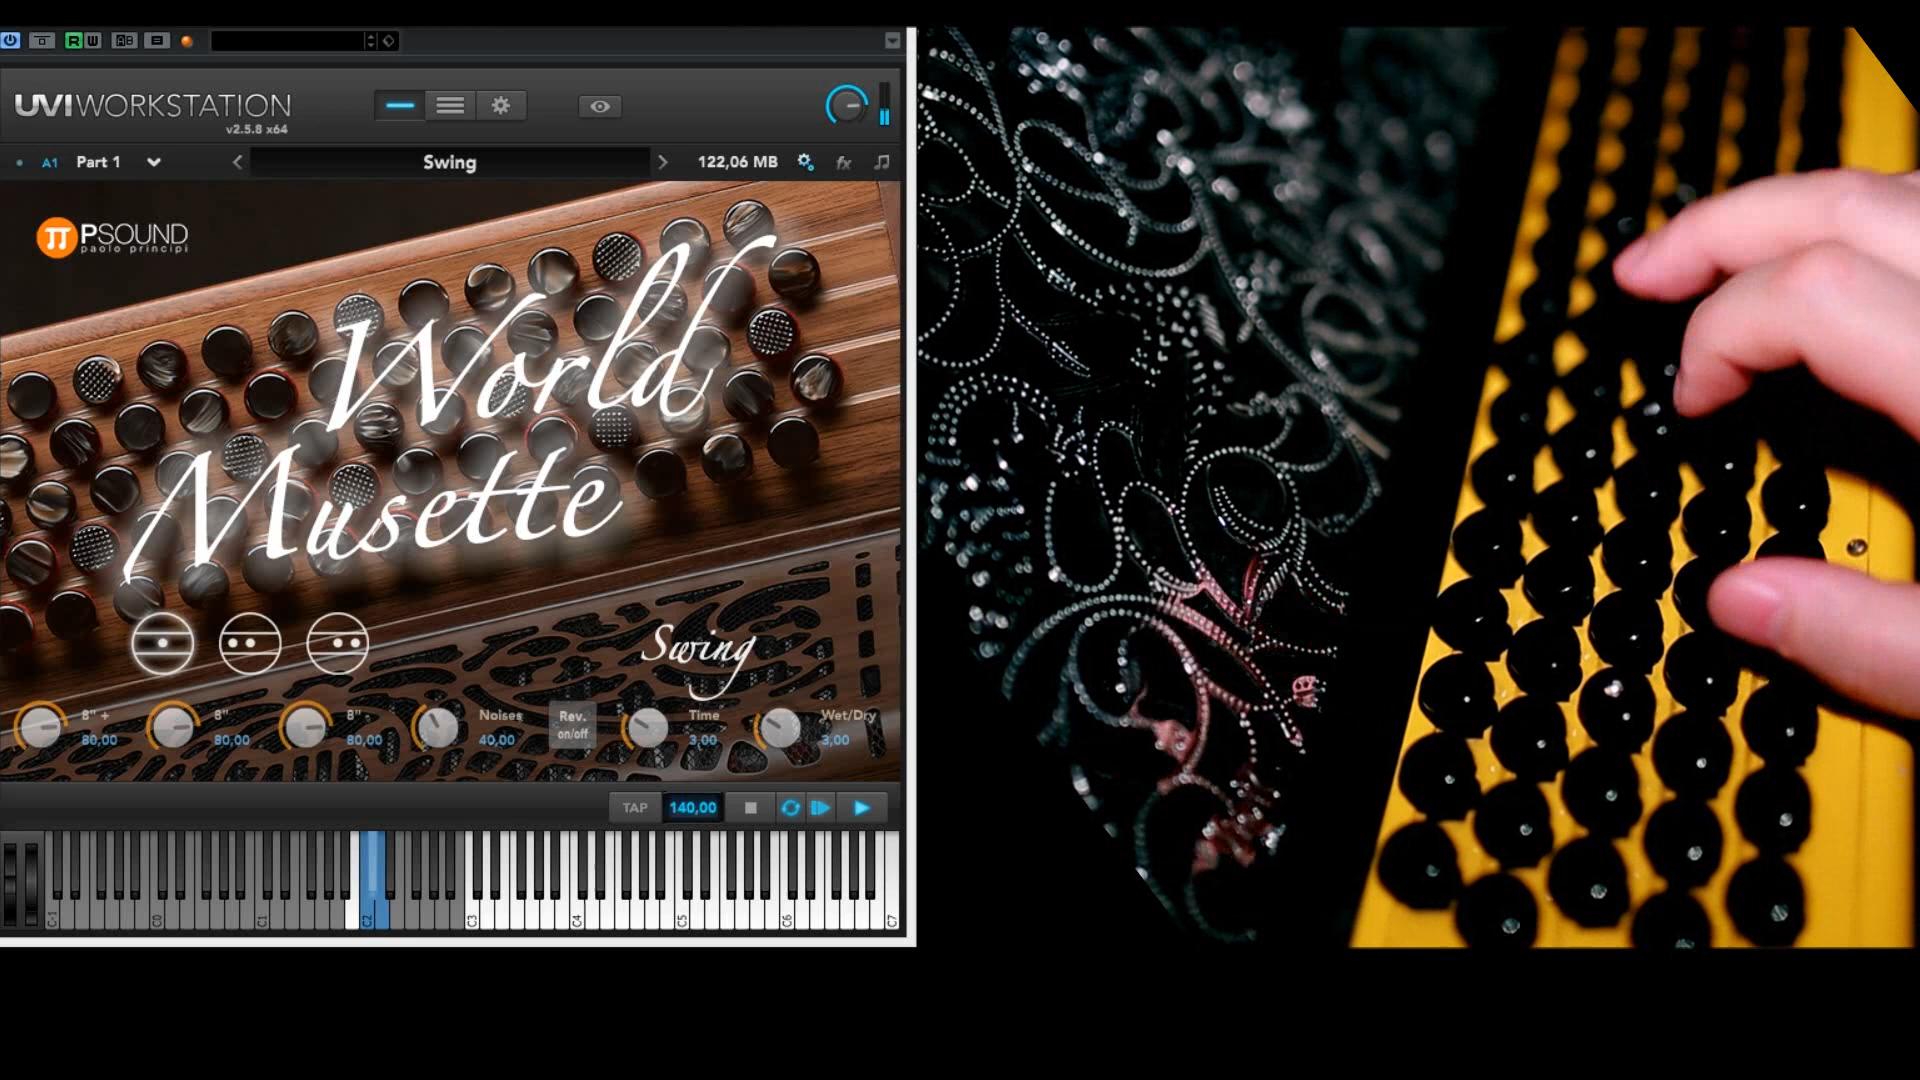 R W AB
UVIWORKSTATION
v2.5.8 x64
A1 Part 1 Swing 122,06 MB fx
π PSOUND
paolo principi
World
Musette
Swing
8" + 8" 8" Noises Rev. Time Wet/Dry
80,00 80,00 80,00 40,00 on/off 3,00 3,00
TAP 140,00
C-1 C0 C1 C2 C3 C4 C5 C6 C7